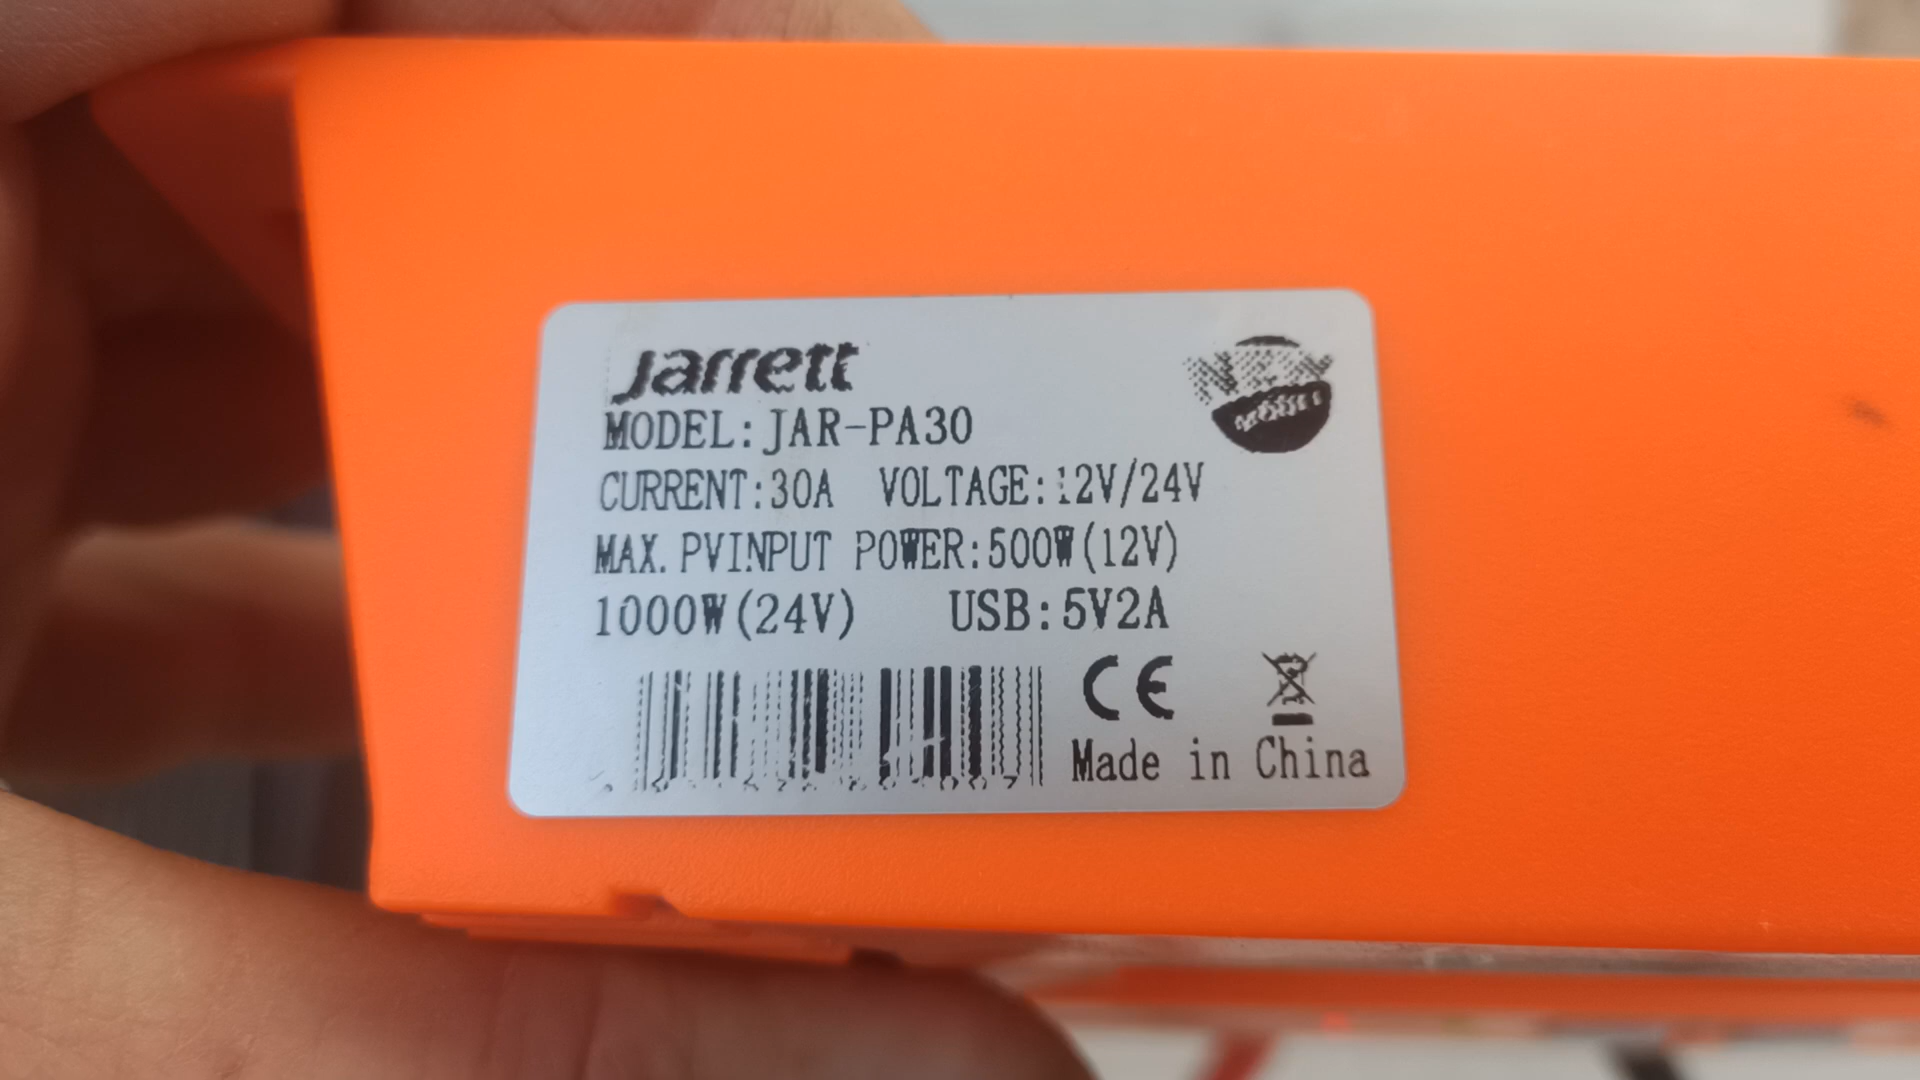 Jarrett
MODEL:JAR-PA30
CURRENT:30A VOLTAGE:12V/24V
MAX. PVINPUT POWER:500W(12V)
1000W(24V) USB:5V2A
CE
Made in China